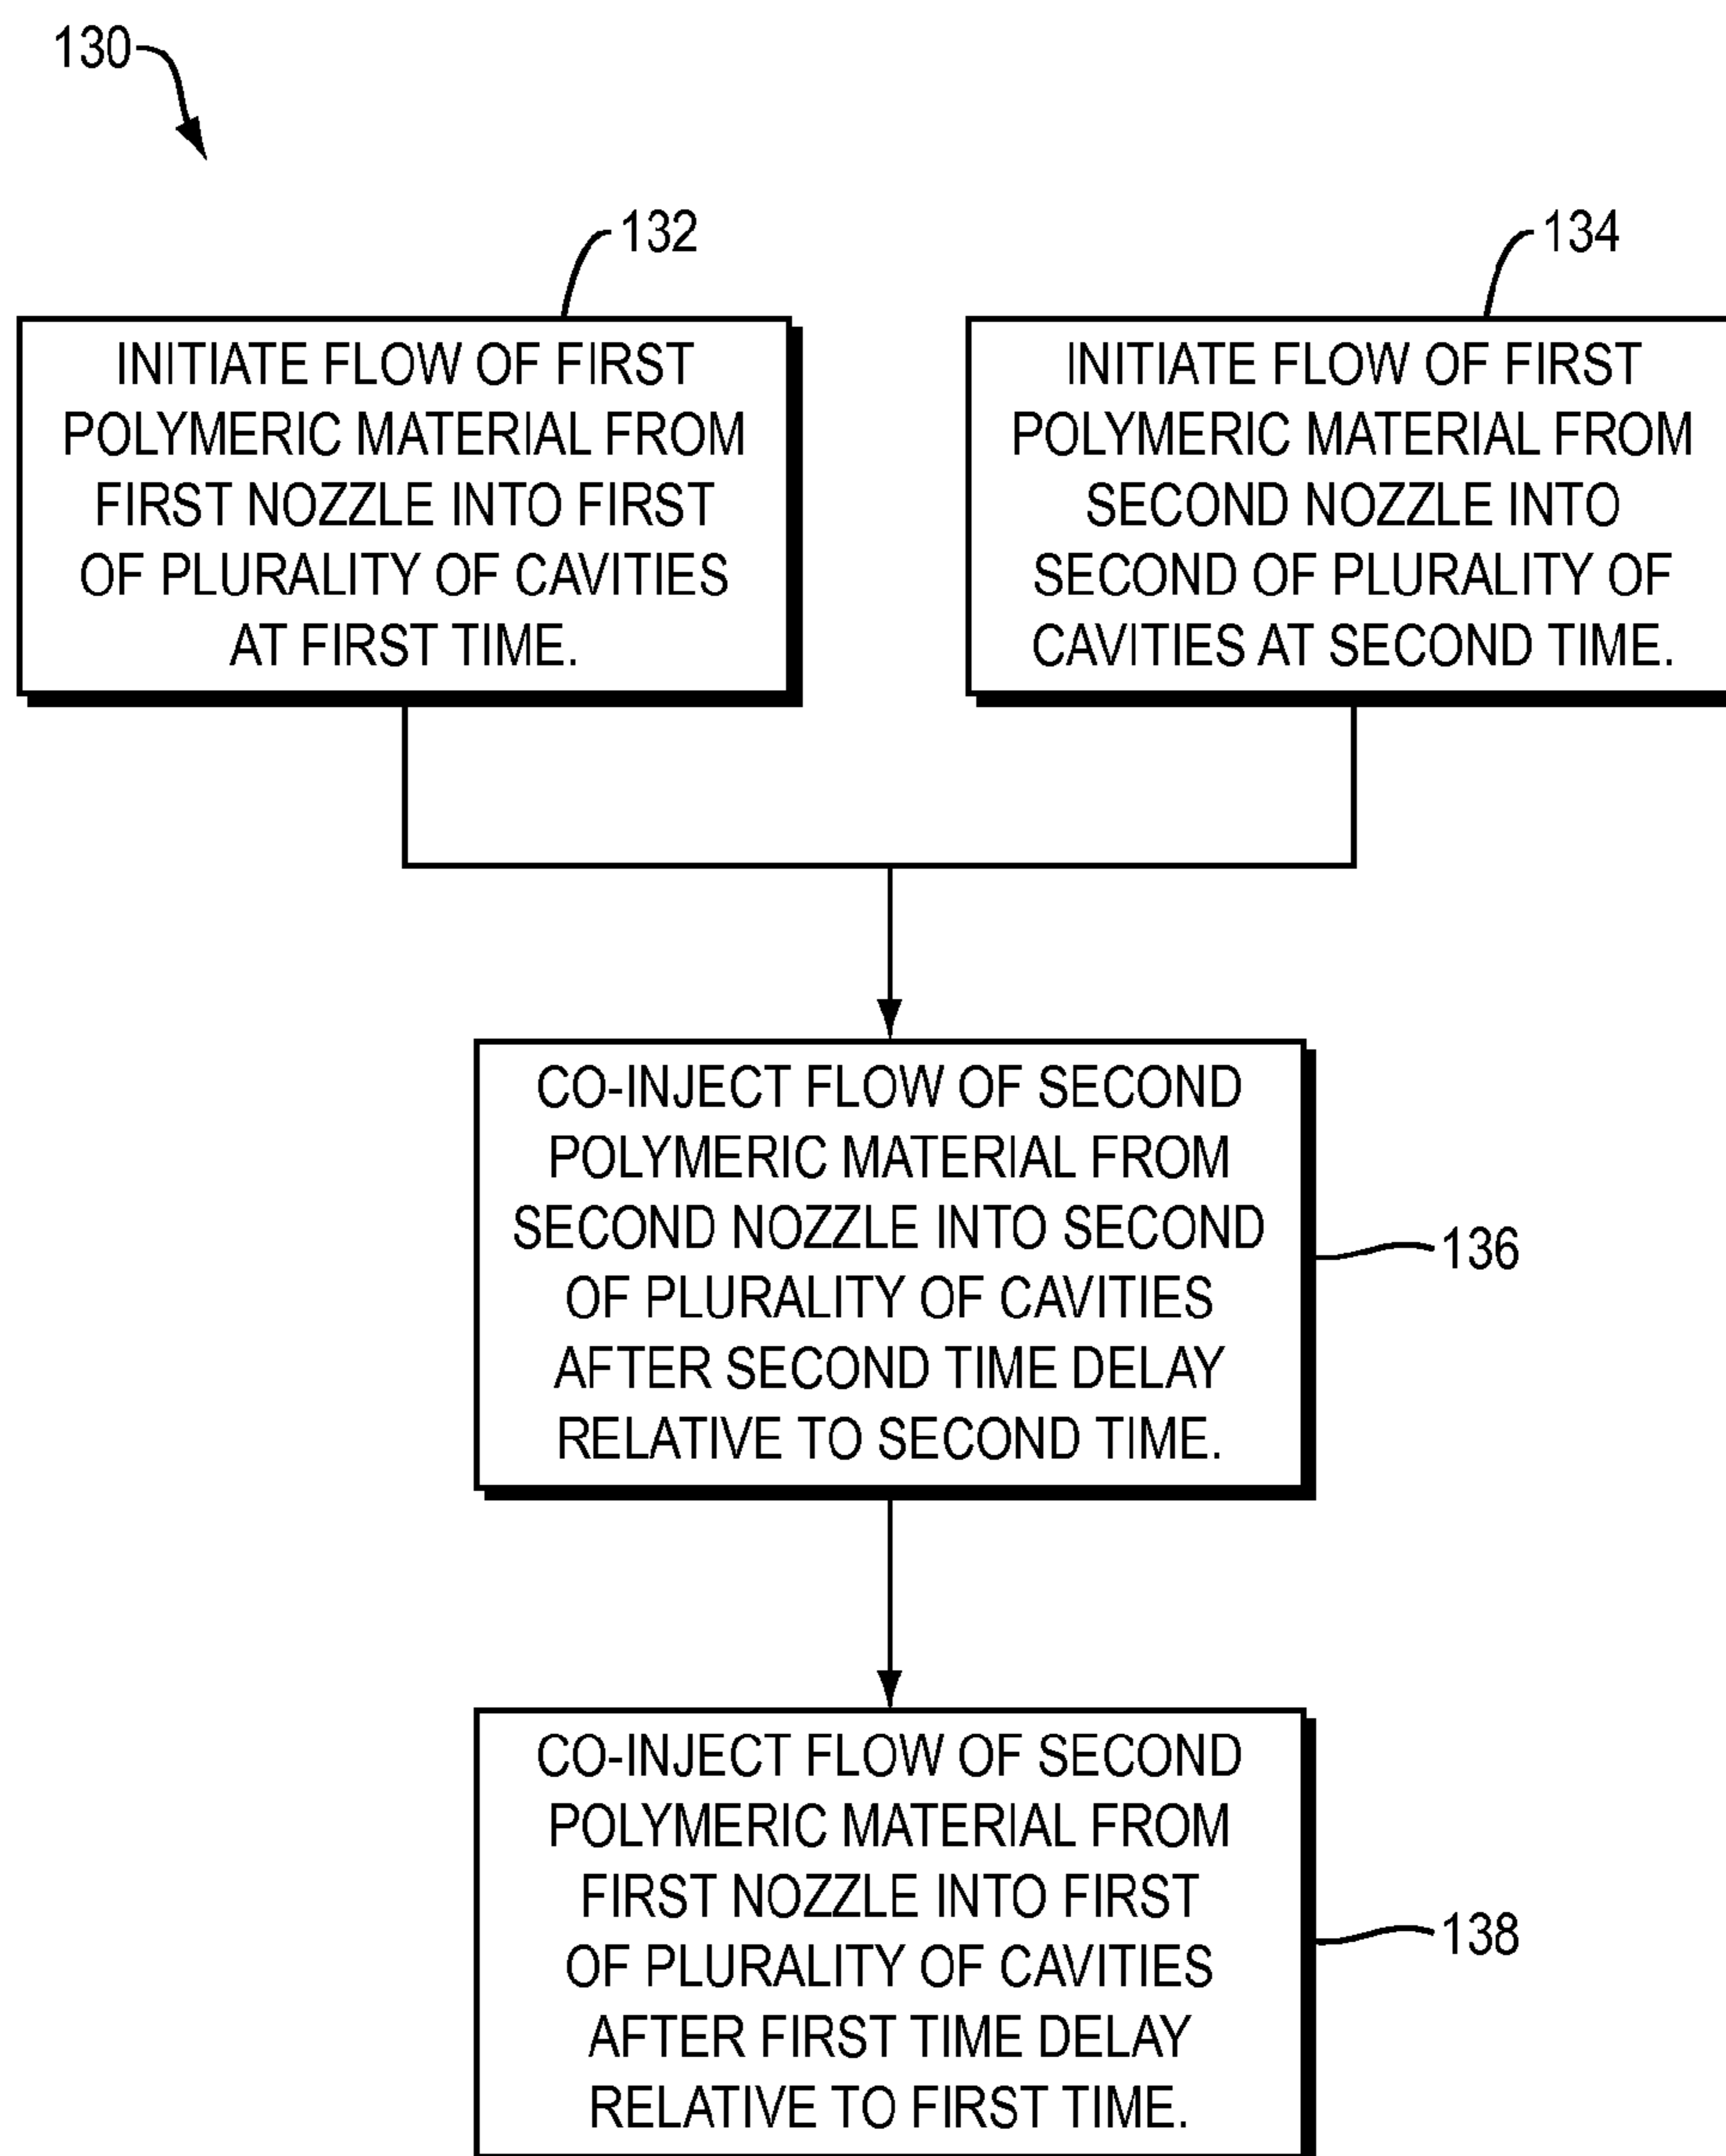 130
132
INITIATE FLOW OF FIRST
POLYMERIC MATERIAL FROM
FIRST NOZZLE INTO FIRST
OF PLURALITY OF CAVITIES
AT FIRST TIME.
134
INITIATE FLOW OF FIRST
POLYMERIC MATERIAL FROM
SECOND NOZZLE INTO
SECOND OF PLURALITY OF
CAVITIES AT SECOND TIME.
CO-INJECT FLOW OF SECOND
POLYMERIC MATERIAL FROM
SECOND NOZZLE INTO SECOND
OF PLURALITY OF CAVITIES
AFTER SECOND TIME DELAY
RELATIVE TO SECOND TIME.
136
CO-INJECT FLOW OF SECOND
POLYMERIC MATERIAL FROM
FIRST NOZZLE INTO FIRST
OF PLURALITY OF CAVITIES
AFTER FIRST TIME DELAY
RELATIVE TO FIRST TIME.
138